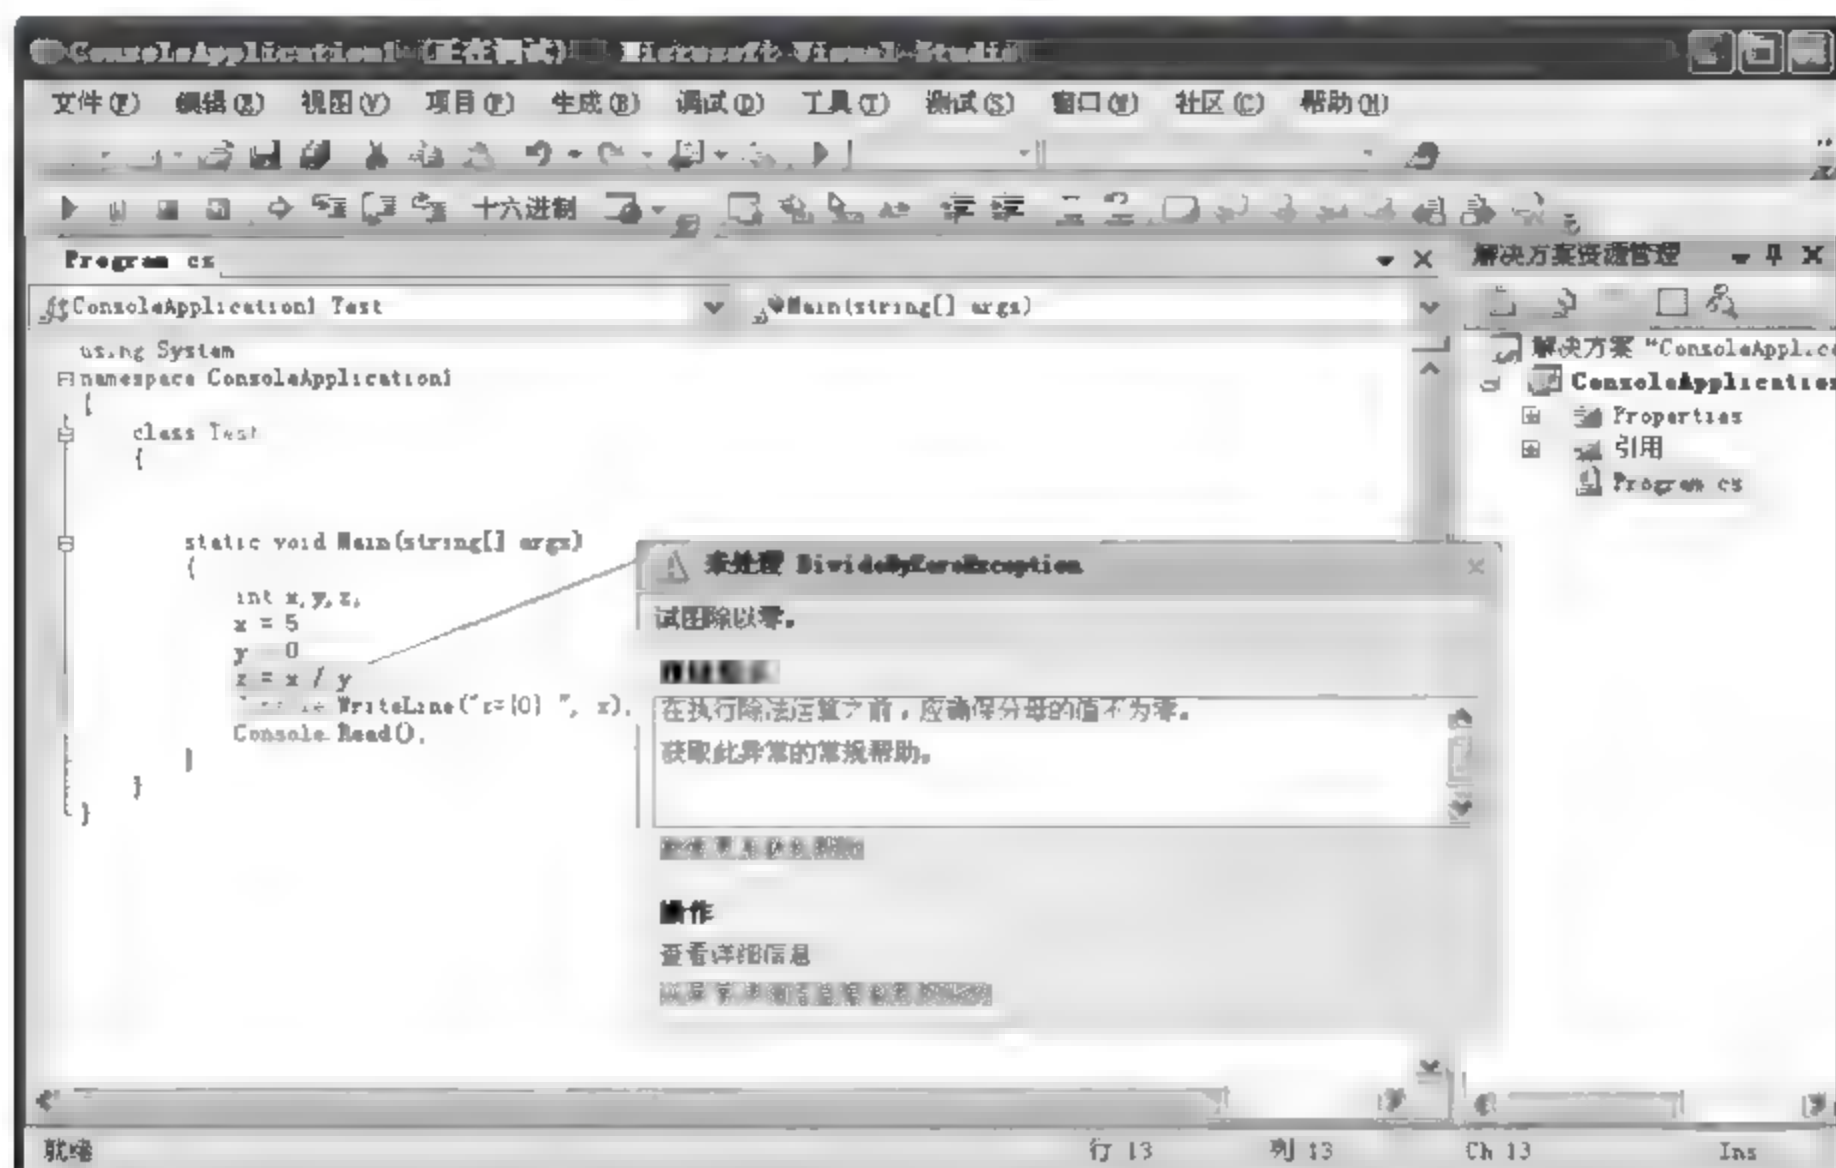 ConsoleApplication1 (正在调试) Microsoft Visual Studio
文件(F) 编辑(E) 视图(V) 项目(P) 生成(B) 调试(D) 工具(T) 测试(S) 窗口(W) 社区(C) 帮助(H)
十六进制
Program cs
解决方案资源管理
ConsoleApplication1 Test
Main(string[] args)
using System
解决方案 "ConsoleApplica
namespace ConsoleApplication1
ConsoleApplication
{
Properties
class Test
引用
{
Program cs
static void Main(string[] args)
{
未处理 DivideByZeroException
int x,y,z,
试图除以零。
x = 5
y 0
z = x / y
WriteLine("z={0} ", z),
在执行除法运算之前，应确保分母的值不为零。
Console Read(),
获取此异常的常规帮助。
}
}
}
操作
查看详细信息
就绪
行 13
列 13
Ch 13
Ins